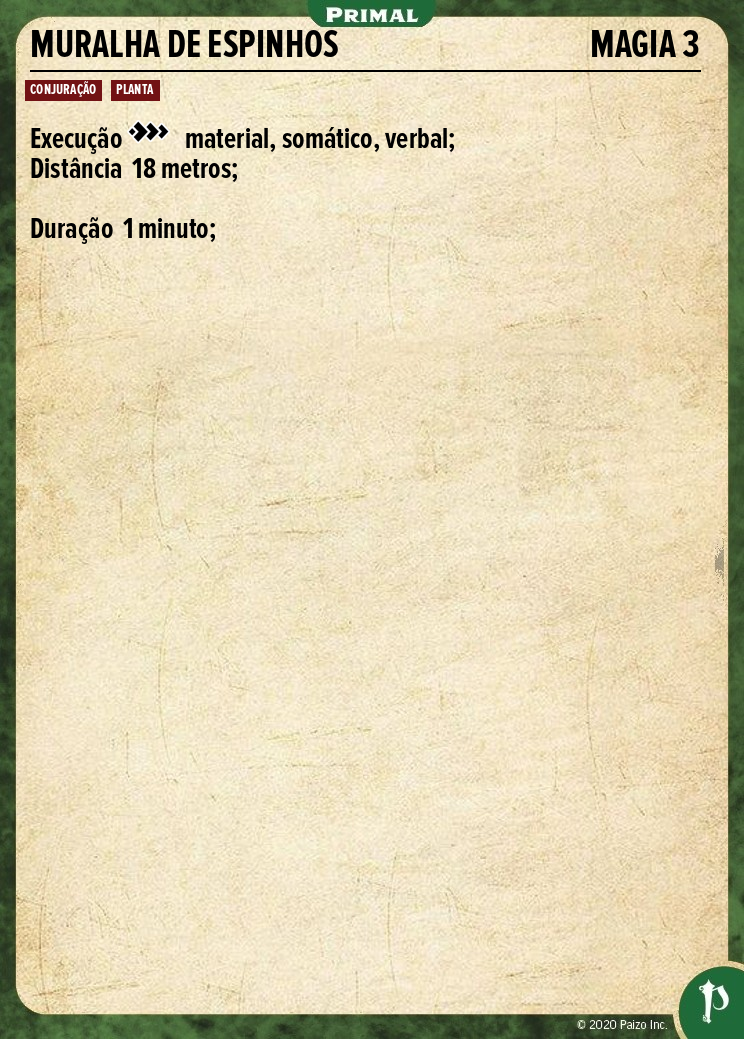 PRIMAL
MURALHA DE ESPINHOS MAGIA 3
CONJURAÇÃO PLANTA
Execução material, somático, verbal;
Distância 18 metros;
Duração 1 minuto;
© 2020 Paizo Inc.